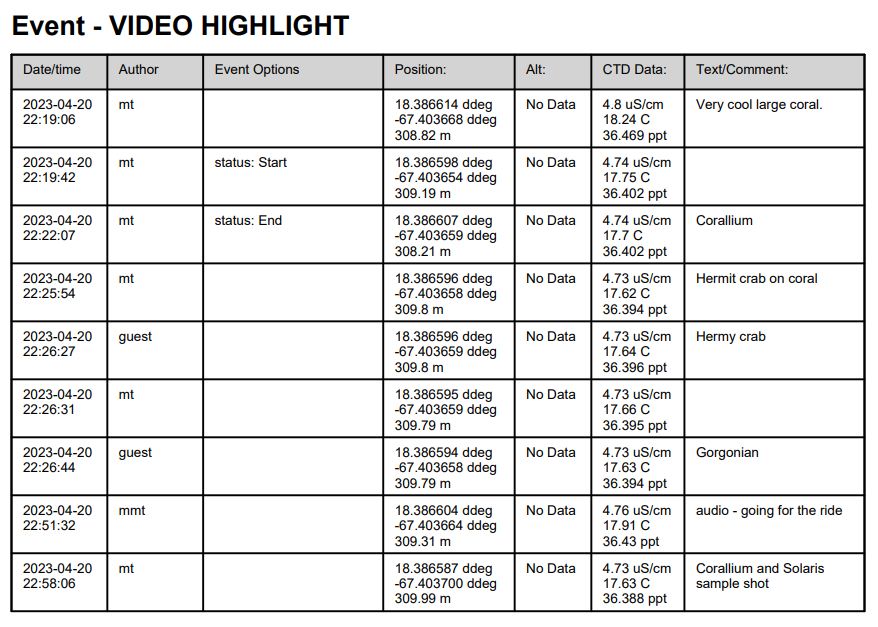 Event - VIDEO HIGHLIGHT
Date/time Author Event Options Position: Alt: CTD Data: Text/Comment:
2023-04-20 mt 18.386614 ddeg No Data 4.8 uS/cm Very cool large coral.
22:19:06 -67.403668 ddeg 18.24 C
308.82 m 36.469 ppt
2023-04-20 mt status: Start 18.386598 ddeg No Data 4.74 uS/cm
22:19:42 -67.403654 ddeg 17.75 C
309.19 m 36.402 ppt
2023-04-20 mt status: End 18.386607 ddeg No Data 4.74 uS/cm Corallium
22:22:07 -67.403659 ddeg 17.7 C
308.21 m 36.402 ppt
2023-04-20 mt 18.386596 ddeg No Data 4.73 uS/cm Hermit crab on coral
22:25:54 -67.403658 ddeg 17.62 C
309.8 m 36.394 ppt
2023-04-20 guest 18.386596 ddeg No Data 4.73 uS/cm Hermy crab
22:26:27 -67.403659 ddeg 17.64 C
309.8 m 36.396 ppt
2023-04-20 mt 18.386595 ddeg No Data 4.73 uS/cm
22:26:31 -67.403659 ddeg 17.66 C
309.79 m 36.395 ppt
2023-04-20 guest 18.386594 ddeg No Data 4.73 uS/cm Gorgonian
22:26:44 -67.403658 ddeg 17.63 C
309.79 m 36.394 ppt
2023-04-20 mmt 18.386604 ddeg No Data 4.76 uS/cm audio - going for the ride
22:51:32 -67.403664 ddeg 17.91 C
309.31 m 36.43 ppt
2023-04-20 mt 18.386587 ddeg No Data 4.73 uS/cm Corallium and Solaris
22:58:06 -67.403700 ddeg 17.63 C sample shot
309.99 m 36.388 ppt